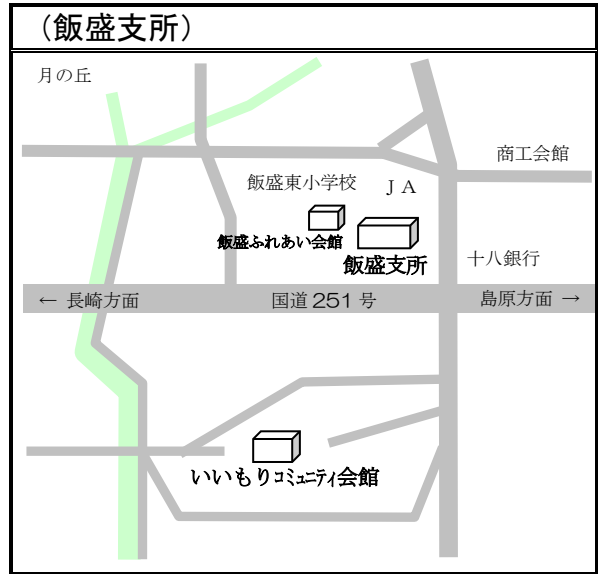 （飯盛支所）
月の丘
商工会館
飯盛東小学校
ＪＡ
飯盛ふれあい会館
飯盛支所
十八銀行
← 長崎方面
国道251号
島原方面 →
いいもりコミュニティ会館